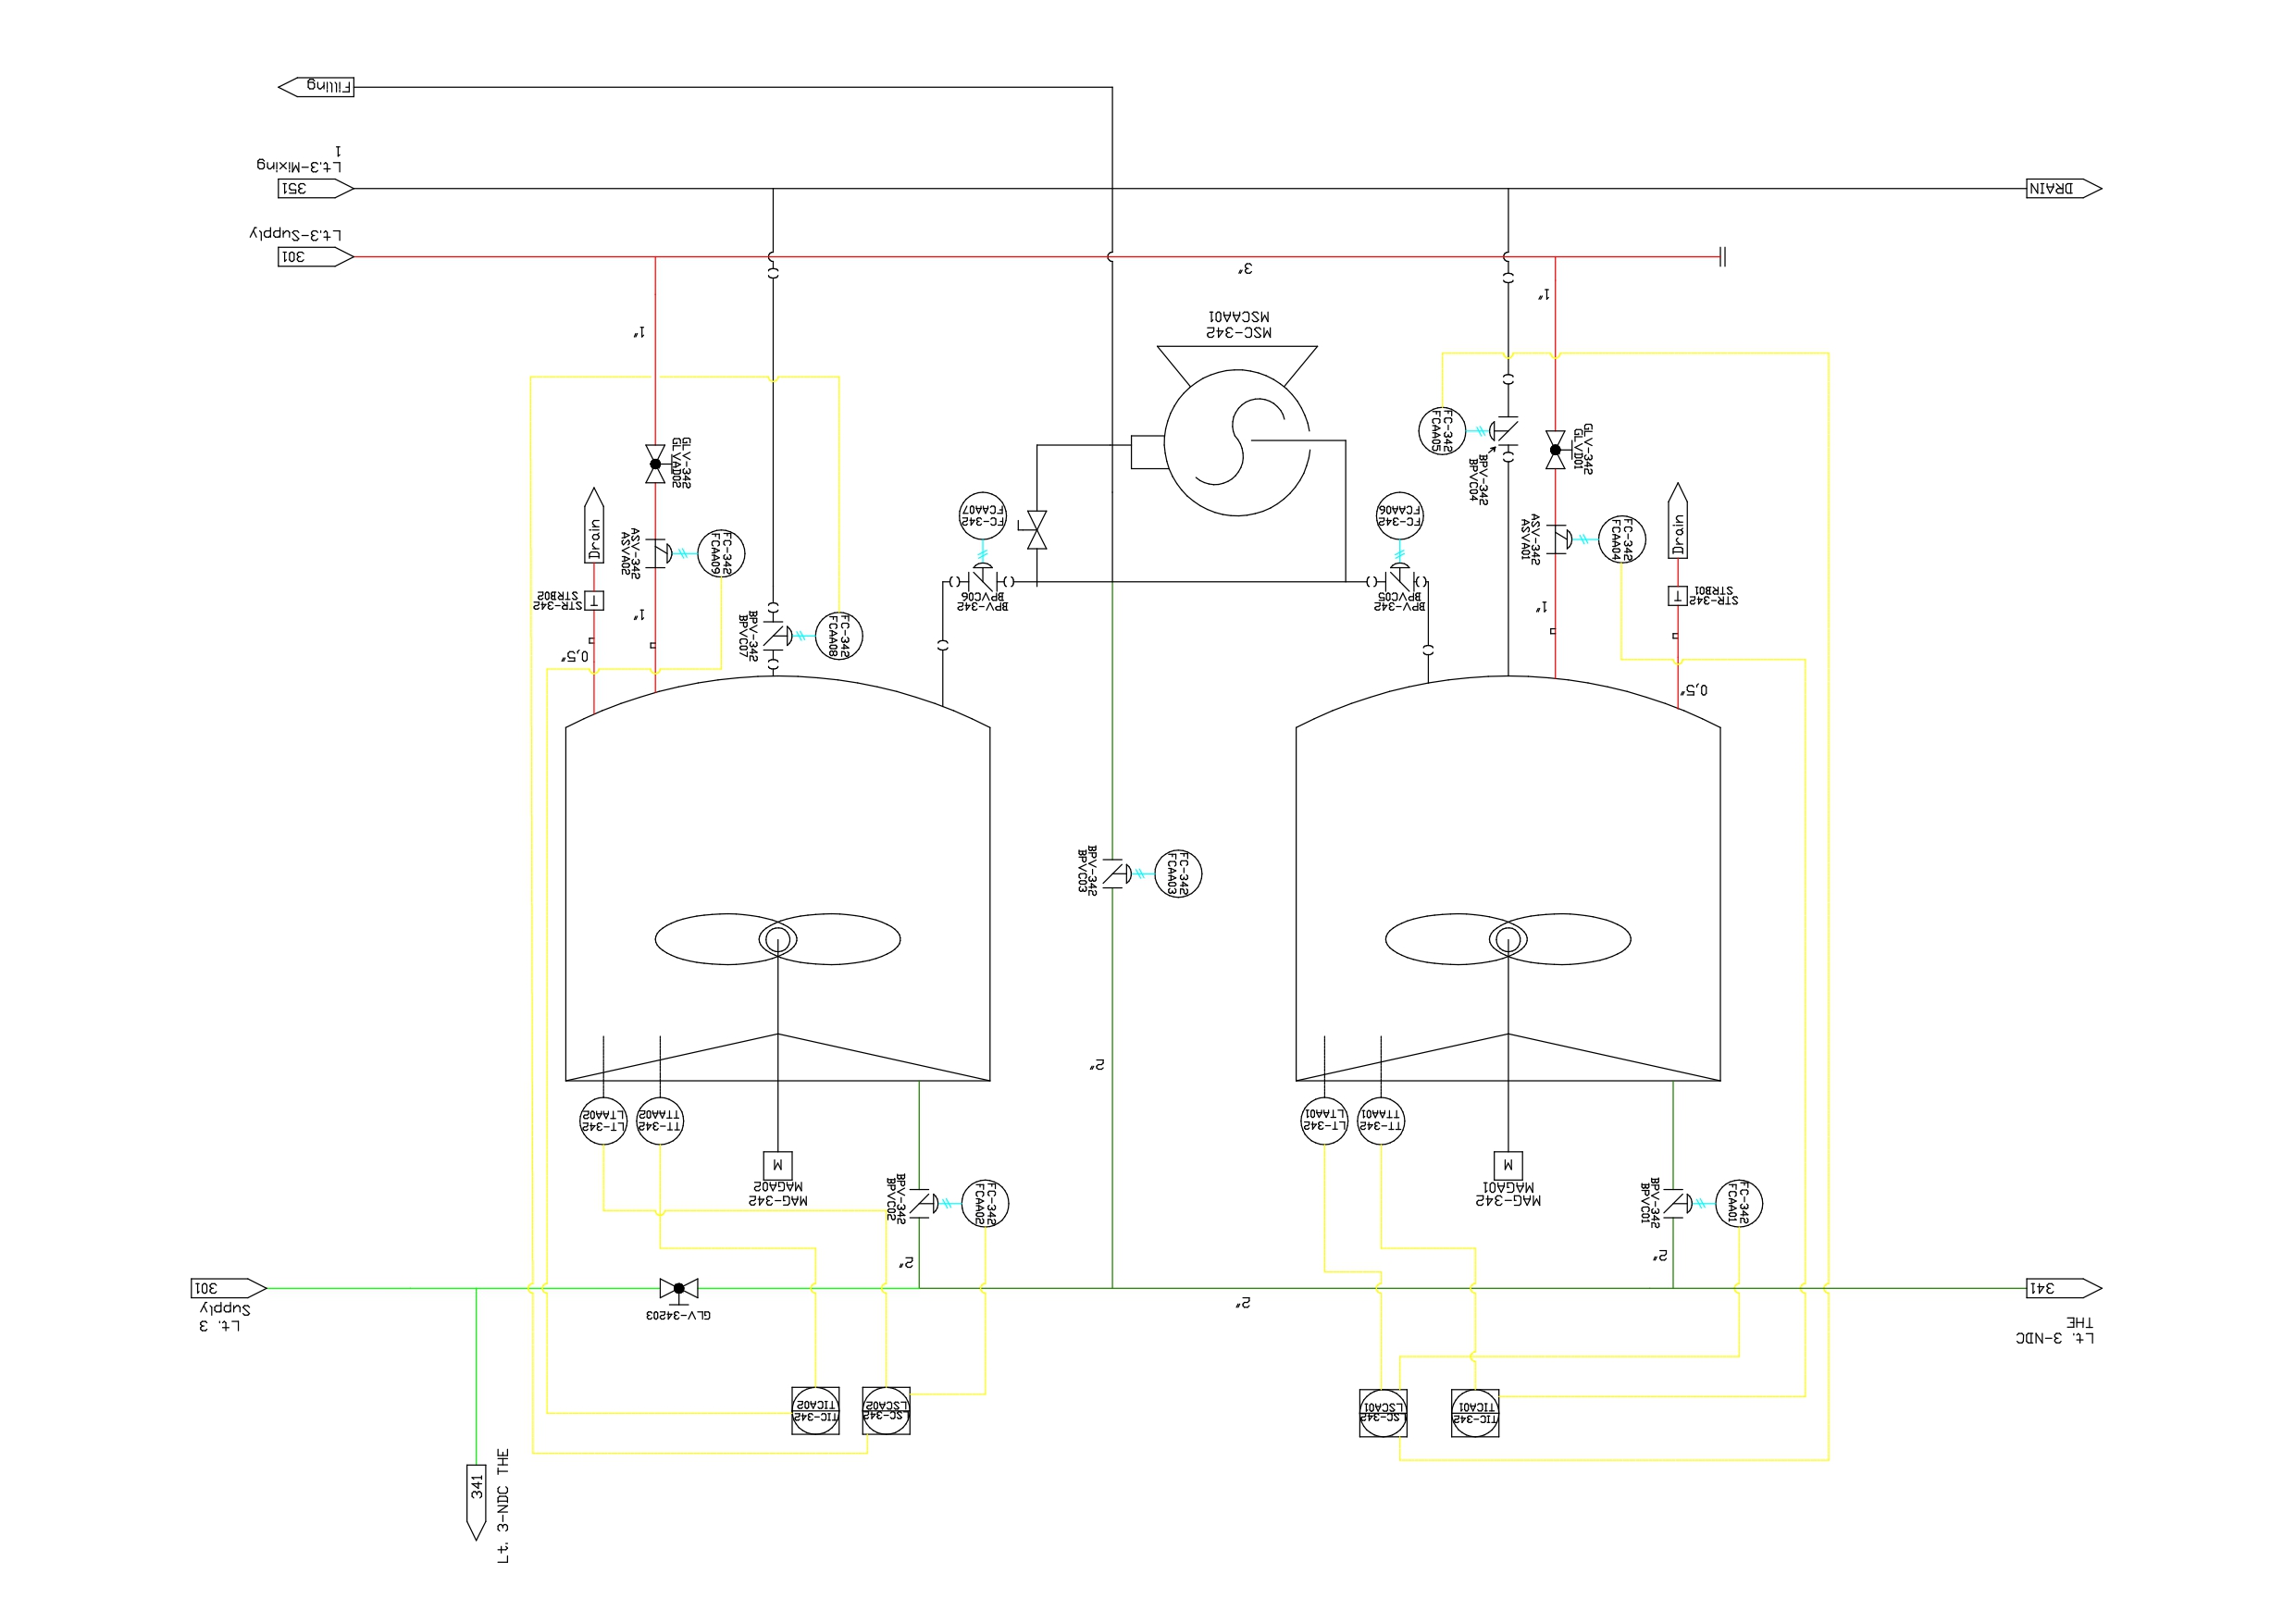 Filling
Lt.3-Mixing
1
351
DRAIN
Lt.3-Supply
301
3"
1"
1"
MSC-342
MSCAA01
GLV-342
GLVAD02
FC-342
FCAA05
BPV-342
BPVC04
GLV-342
GLVD01
Drain
ASV-342
ASVA02
FC-342
FCAA09
FC-342
FCAA07
FC-342
FCAA06
ASV-342
ASVA01
FC-342
FCAA04
Drain
STR-342
STRB02
T
1"
0,5"
BPV-342
BPVC07
FC-342
FCAA08
BPV-342
BPVC06
BPV-342
BPVC05
1"
T
STR-342
STRB01
0,5"
BPV-342
BPVC03
FC-342
FCAA03
2"
LT-342
LTAA02
TT-342
TTAA02
LT-342
LTAA01
TT-342
TTAA01
M
MAG-342
MAGA02
BPV-342
BPVC02
FC-342
FCAA02
M
MAG-342
MAGA01
BPV-342
BPVC01
FC-342
FCAA01
2"
2"
301
Lt. 3
Supply
GLV-34203
2"
341
Lt. 3-NDC
THE
TIC-342
TICA02
LSC-342
LSCA02
LSC-342
LSCA01
TIC-342
TICA01
341
Lt. 3-NDC THE